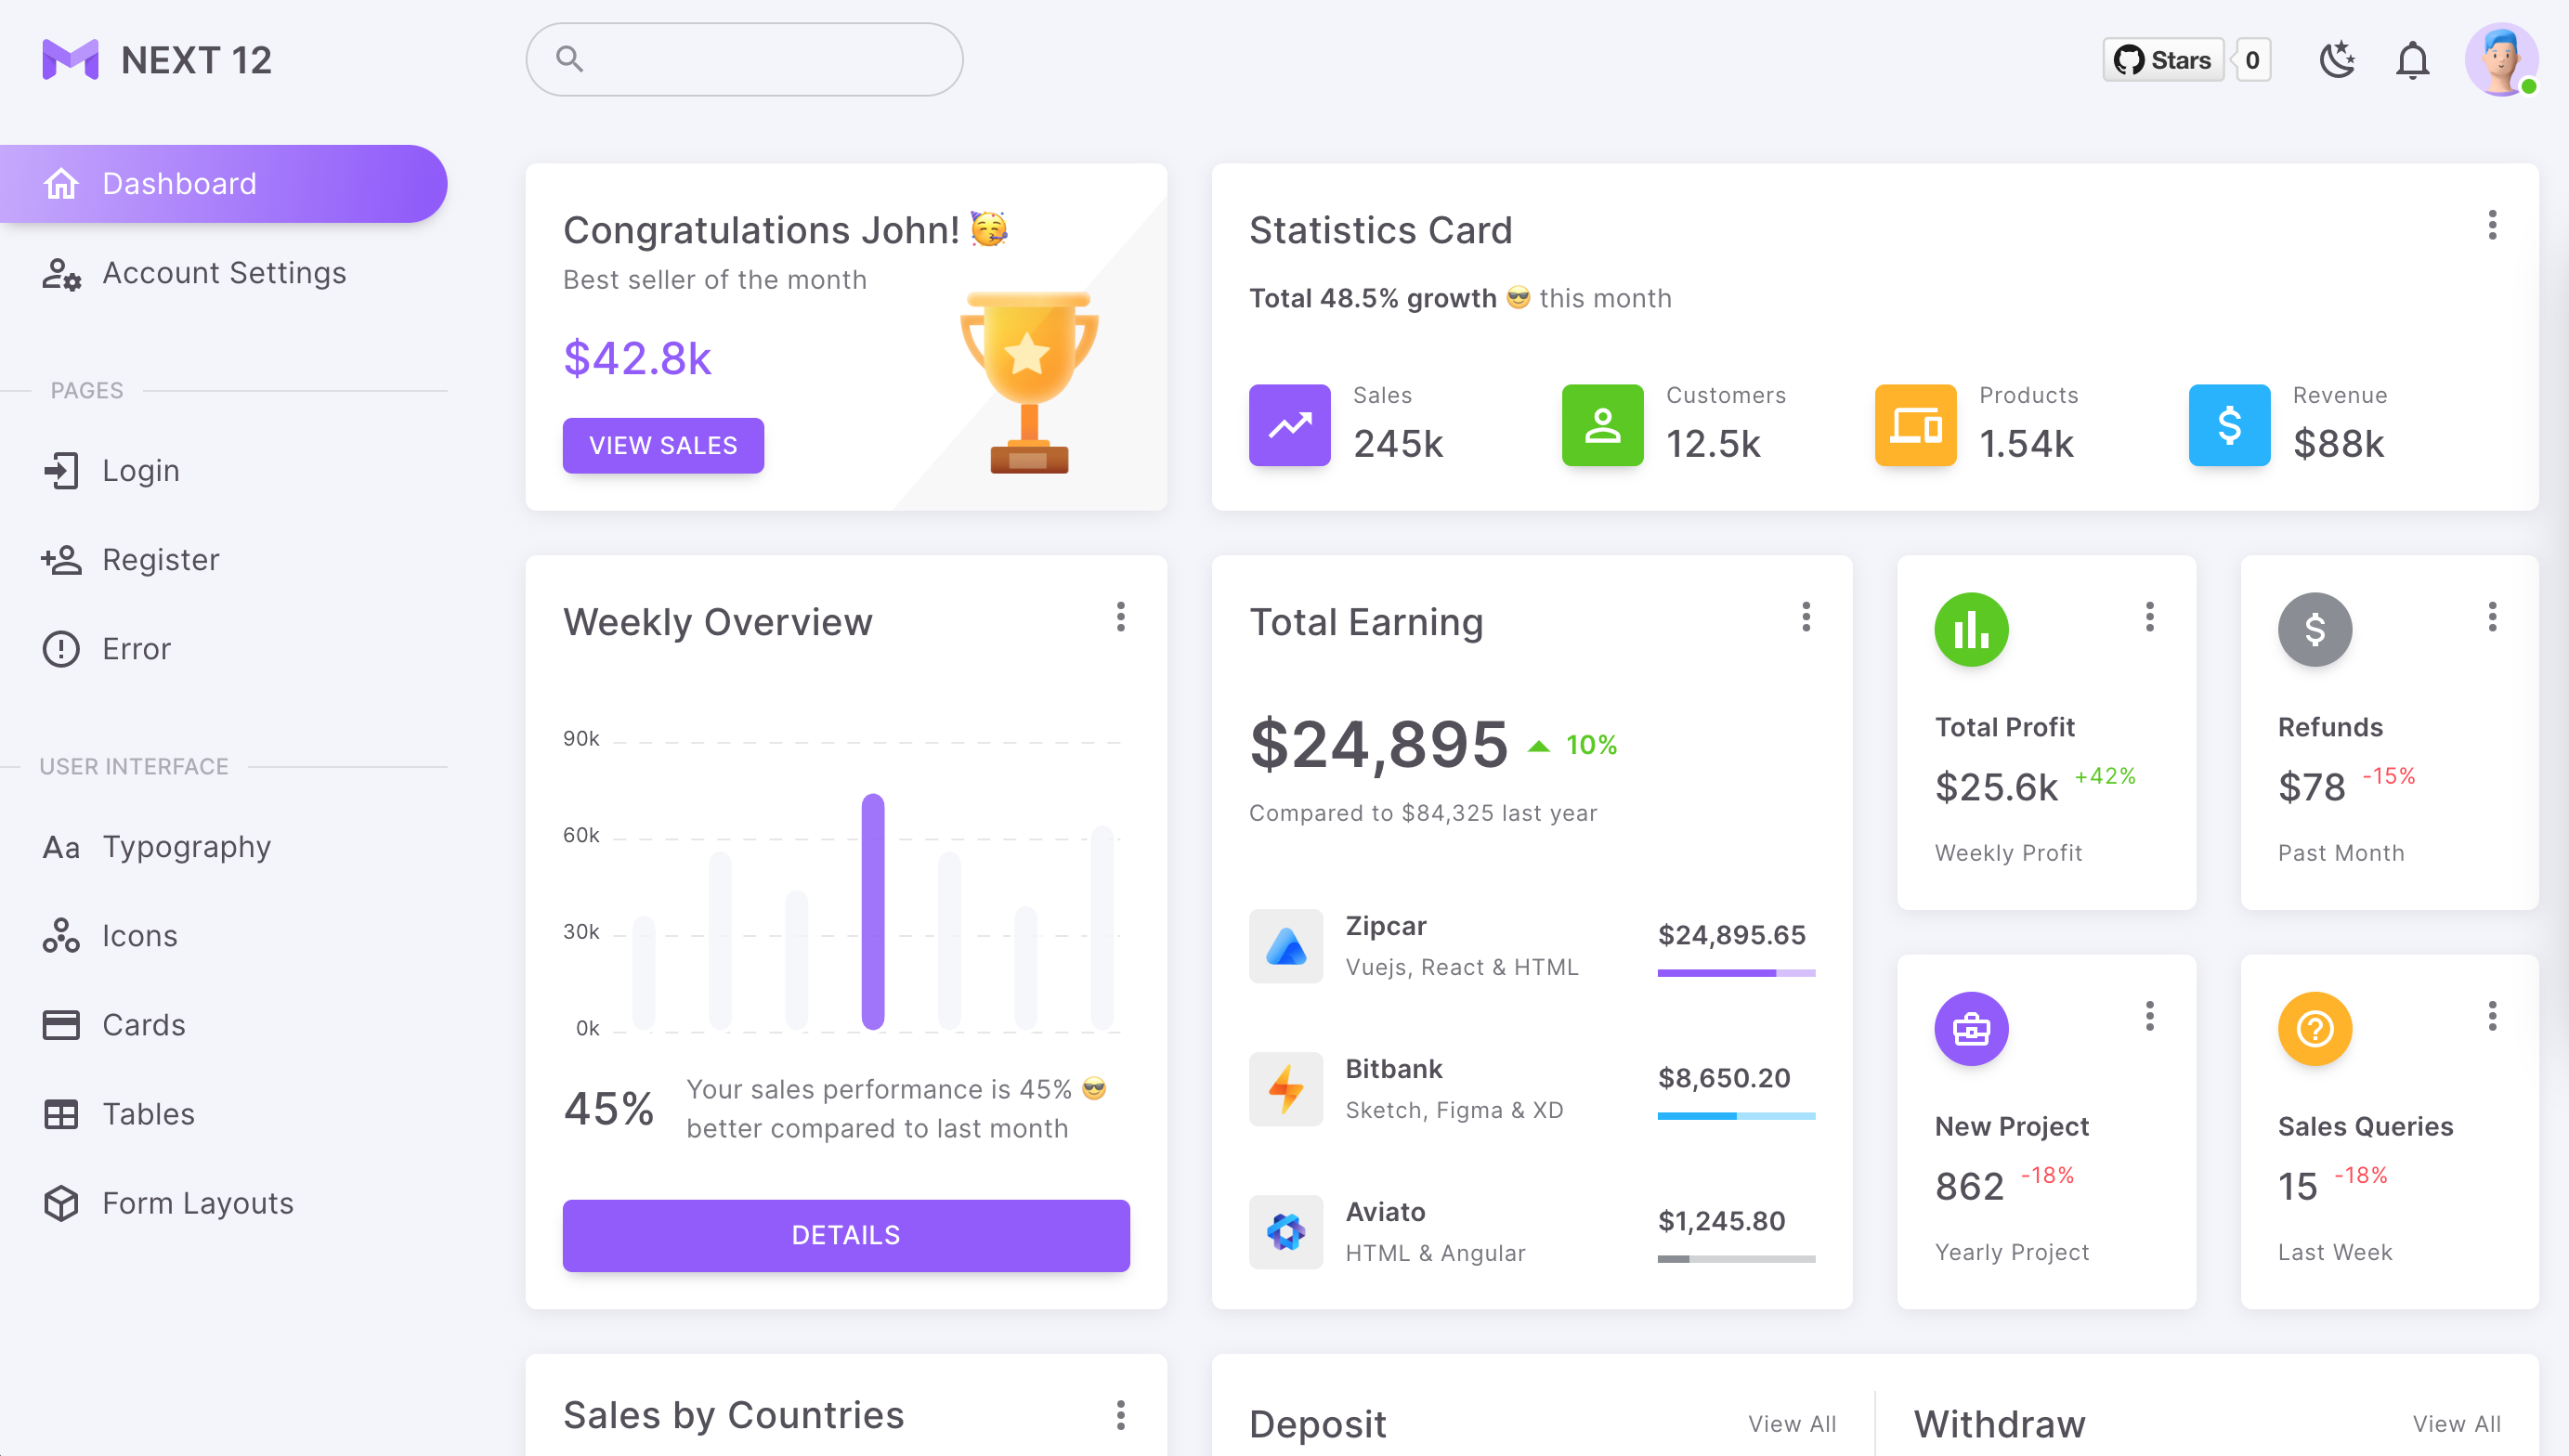 NEXT 12
Stars 0
Dashboard
Account Settings
PAGES
Login
Register
Error
USER INTERFACE
Aa Typography
Icons
Cards
Tables
Form Layouts
Congratulations John! 🥳
Best seller of the month
$42.8k
VIEW SALES
Statistics Card
Total 48.5% growth 😎 this month
Sales
245k
Customers
12.5k
Products
1.54k
Revenue
$88k
Weekly Overview
90k
60k
30k
0k
45%
Your sales performance is 45% 😎
better compared to last month
DETAILS
Total Earning
$24,895 10%
Compared to $84,325 last year
Zipcar
Vuejs, React & HTML
$24,895.65
Bitbank
Sketch, Figma & XD
$8,650.20
Aviato
HTML & Angular
$1,245.80
Total Profit
$25.6k +42%
Weekly Profit
Refunds
$78 -15%
Past Month
New Project
862 -18%
Yearly Project
Sales Queries
15 -18%
Last Week
Sales by Countries
Deposit
View All
Withdraw
View All